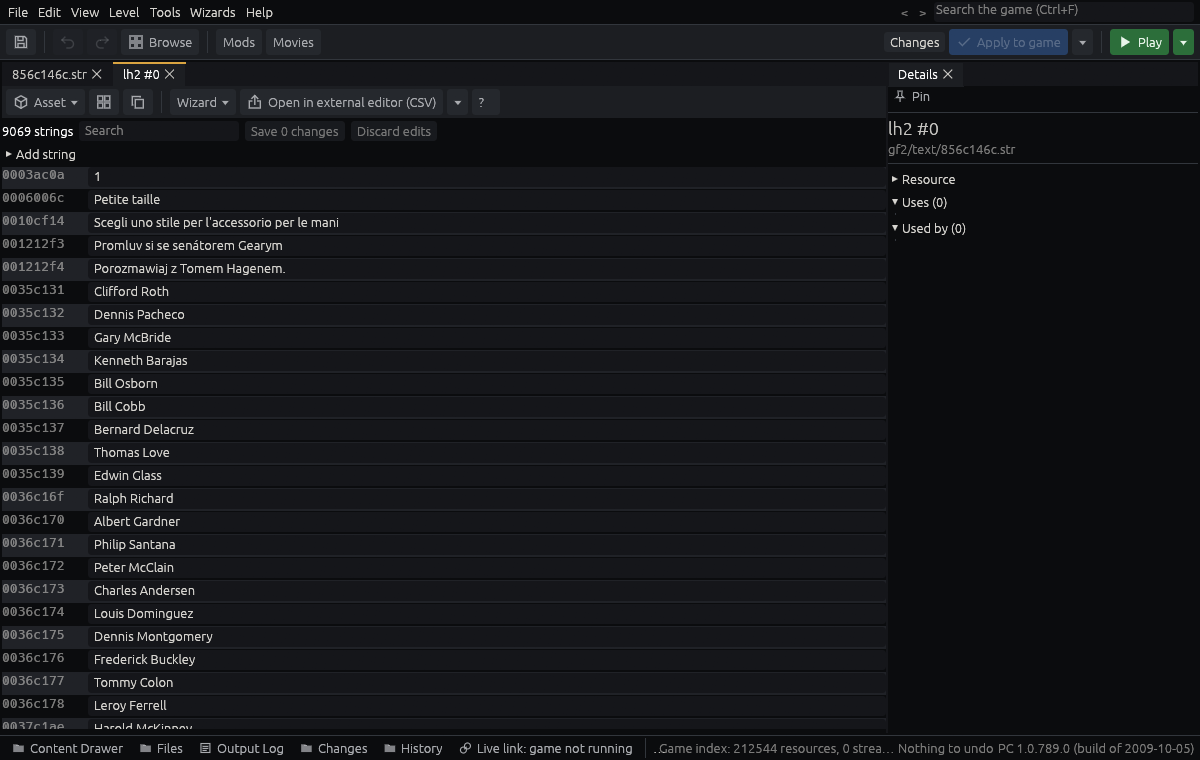 File Edit View Level Tools Wizards Help < > Search the game (Ctrl+F)
Browse Mods Movies Changes Apply to game Play
856c146c.str lh2 #0 Details
Asset Wizard Open in external editor (CSV) ? Pin
9069 strings Search Save 0 changes Discard edits
Add string
lh2 #0
gf2/text/856c146c.str
Resource
Uses (0)
Used by (0)
0003ac0a 1
0006006c Petite taille
0010cf14 Scegli uno stile per l'accessorio per le mani
001212f3 Promluv si se senátorem Gearym
001212f4 Porozmawiaj z Tomem Hagenem.
0035c131 Clifford Roth
0035c132 Dennis Pacheco
0035c133 Gary McBride
0035c134 Kenneth Barajas
0035c135 Bill Osborn
0035c136 Bill Cobb
0035c137 Bernard Delacruz
0035c138 Thomas Love
0035c139 Edwin Glass
0036c16f Ralph Richard
0036c170 Albert Gardner
0036c171 Philip Santana
0036c172 Peter McClain
0036c173 Charles Andersen
0036c174 Louis Dominguez
0036c175 Dennis Montgomery
0036c176 Frederick Buckley
0036c177 Tommy Colon
0036c178 Leroy Ferrell
0037c1ae Harold McKinney
Content Drawer Files Output Log Changes History Live link: game not running ..Game index: 212544 resources, 0 strea... Nothing to undo PC 1.0.789.0 (build of 2009-10-05)